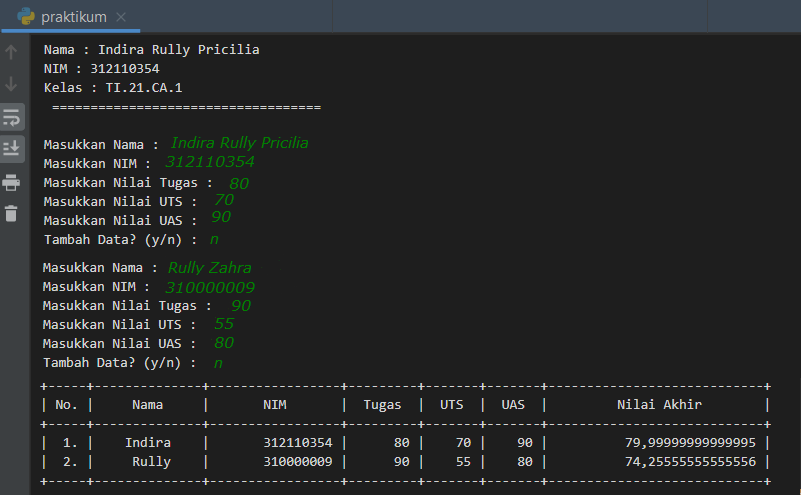 praktikum
Nama : Indira Rully Pricilia
NIM : 312110354
Kelas : TI.21.CA.1
===================================
Masukkan Nama : Indira Rully Pricilia
Masukkan NIM : 312110354
Masukkan Nilai Tugas : 80
Masukkan Nilai UTS : 70
Masukkan Nilai UAS : 90
Tambah Data? (y/n) : n
Masukkan Nama : Rully Zahra
Masukkan NIM : 310000009
Masukkan Nilai Tugas : 90
Masukkan Nilai UTS : 55
Masukkan Nilai UAS : 80
Tambah Data? (y/n) : n
+-----+--------------+-----------------+---------+-------+-------+----------------------------+
| No. | Nama | NIM | Tugas | UTS | UAS | Nilai Akhir |
+-----+--------------+-----------------+---------+-------+-------+----------------------------+
| 1. | Indira | 312110354 | 80 | 70 | 90 | 79,99999999999995 |
| 2. | Rully | 310000009 | 90 | 55 | 80 | 74,25555555555556 |
+-----+--------------+-----------------+---------+-------+-------+----------------------------+